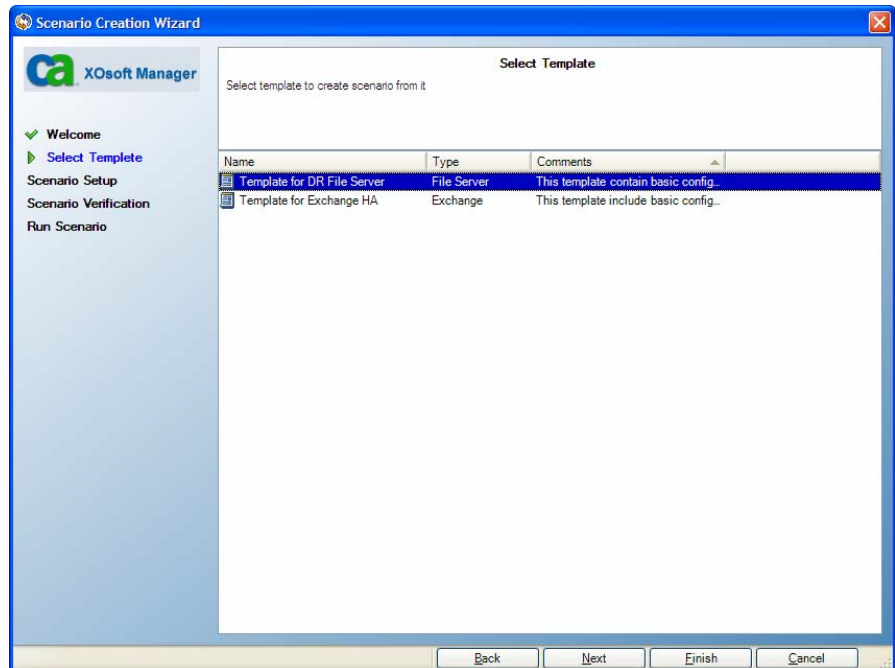 Scenario Creation Wizard
ca XOsoft Manager
Welcome
Select Templete
Scenario Setup
Scenario Verification
Run Scenario
Select Template
Select template to create scenario from it
Name Type Comments
Template for DR File Server File Server This template contain basic config...
Template for Exchange HA Exchange This template include basic config...
Back Next Finish Cancel